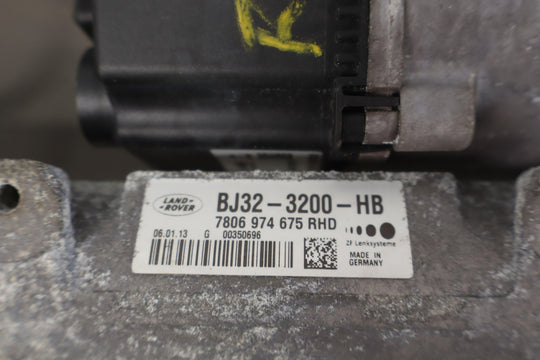 K
LAND-
ROVER
BJ32-3200-HB
7806 974 675 RHD
06.01.13 G 00350696
ZF Lenksysteme
MADE IN
GERMANY